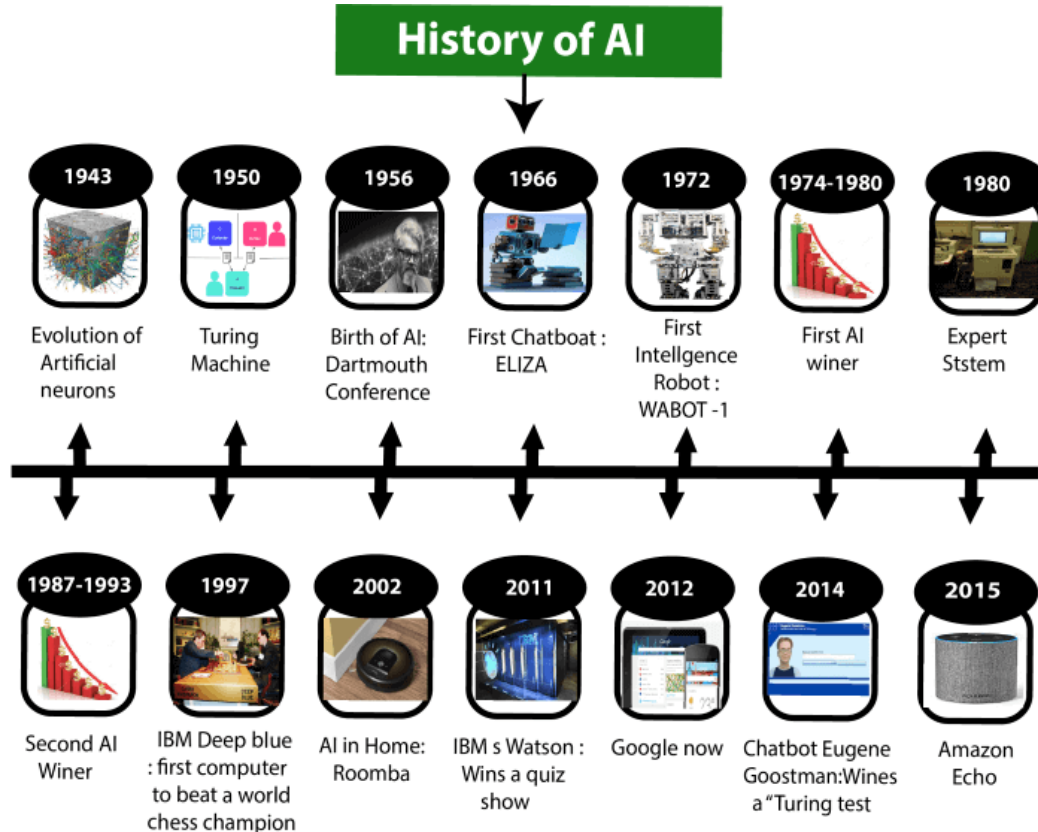 History of AI
1943
1950
1956
1966
1972
1974-1980
1980
Evolution of
Artificial
neurons
Turing
Machine
Birth of AI:
Dartmouth
Conference
First Chatboat :
ELIZA
First
Intellgence
Robot :
WABOT -1
First AI
winer
Expert
Ststem
1987-1993
1997
2002
2011
2012
2014
2015
Second AI
Winer
IBM Deep blue
: first computer
to beat a world
chess champion
AI in Home:
Roomba
IBM s Watson :
Wins a quiz
show
Google now
Chatbot Eugene
Goostman:Wines
a "Turing test
Amazon
Echo